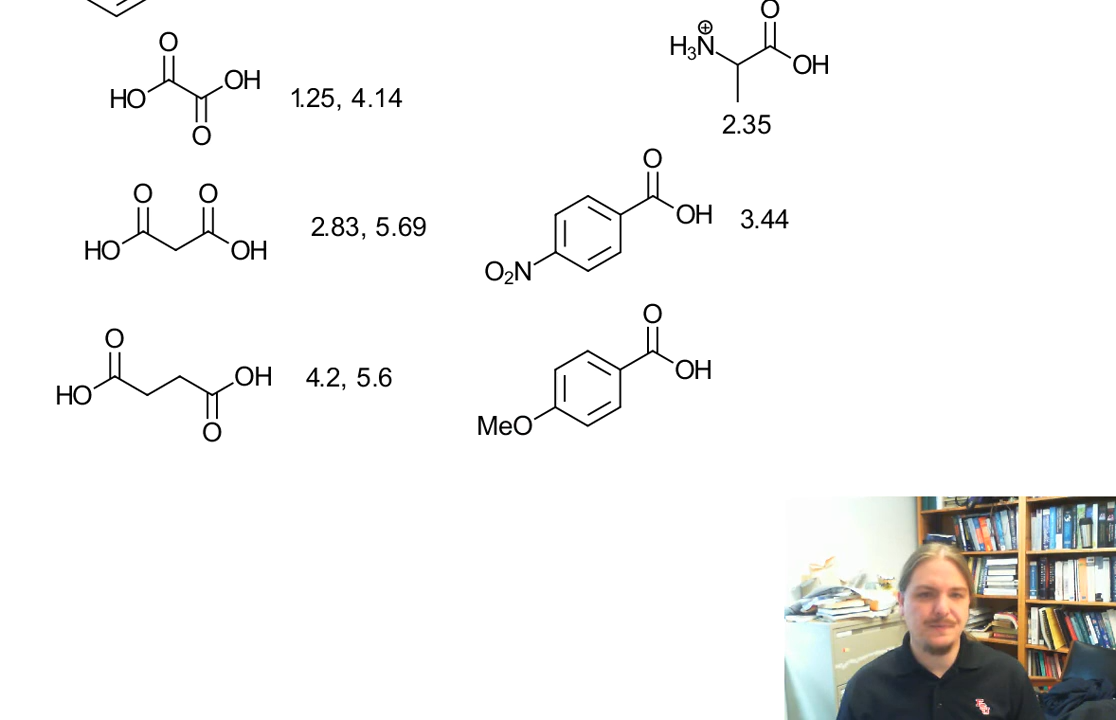 O
OH
HO
O
1.25, 4.14
O
O
HO
OH
2.83, 5.69
O
OH
HO
O
4.2, 5.6
O
⊕
H3N
OH
2.35
O
OH
O2N
3.44
O
OH
MeO